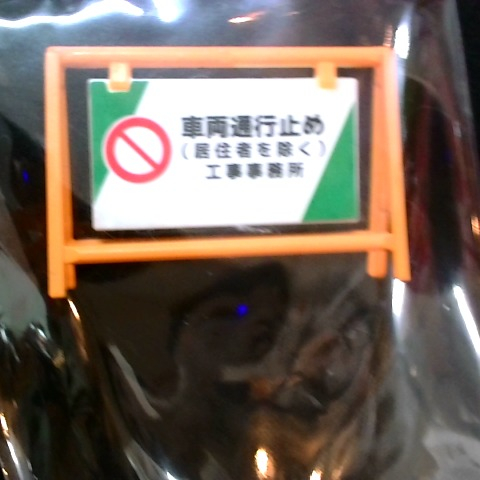 車両通行止め
（居住者を除く）
工事事務所